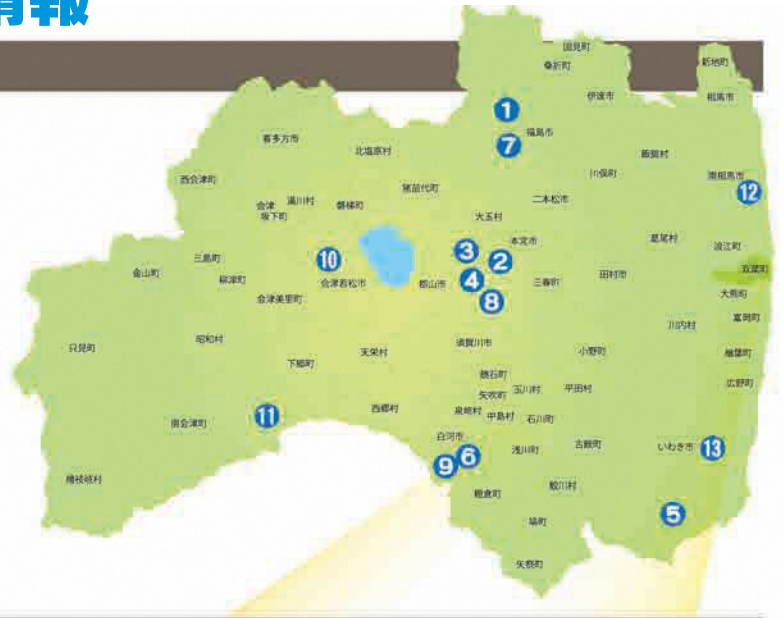 情報
国見町
桑折町
新地町
伊達市
相馬市
1
福島市
喜多方市
7
北塩原村
飯舘村
川俣町
西会津町
南相馬市
猪苗代町
12
二本松市
湯川村
会津
坂下町
磐梯町
大玉村
本宮市
葛尾村
浪江町
3
2
10
三島町
双葉町
金山町
柳津町
会津若松市
郡山市
4
三春町
田村市
会津美里町
8
大熊町
富岡町
川内村
昭和村
只見町
須賀川市
天栄村
小野町
楢葉町
下郷町
鏡石町
広野町
矢吹町
玉川村
平田村
西郷村
泉崎村
中島村
石川町
11
南会津町
白河市
浅川町
古殿町
いわき市
13
9
6
檜枝岐村
棚倉町
鮫川村
5
塙町
矢祭町